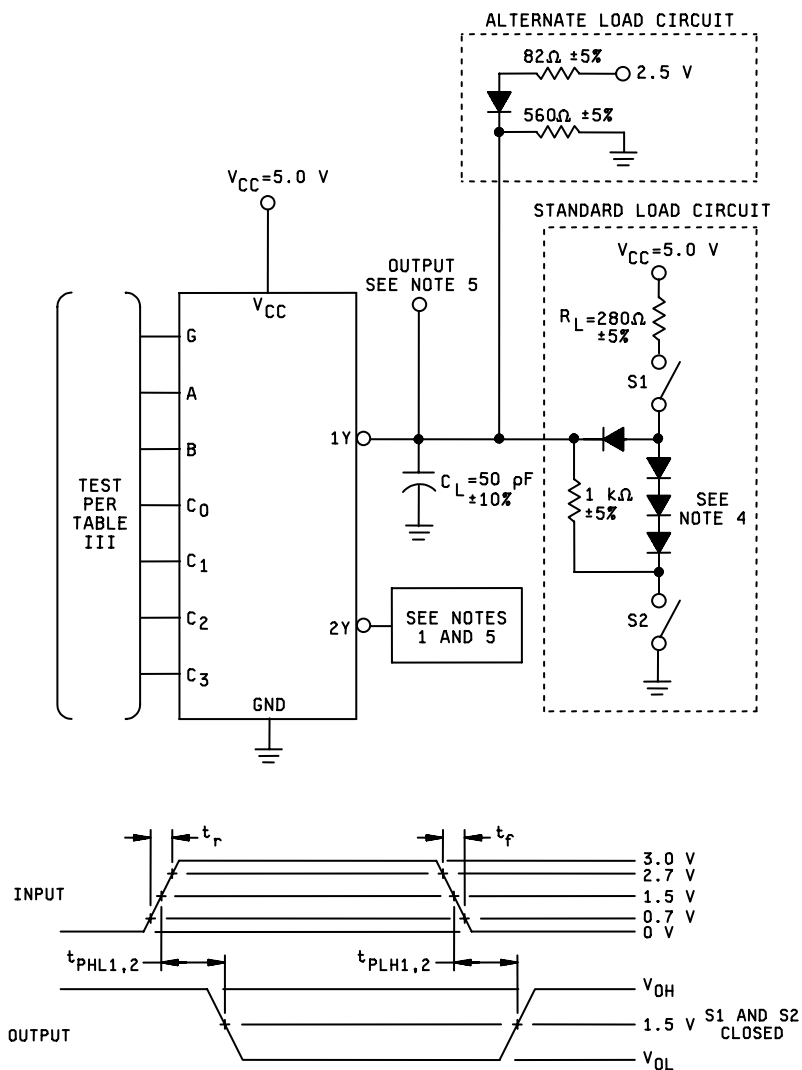 ALTERNATE LOAD CIRCUIT
82Ω ±5%
2.5 V
560Ω ±5%
VCC=5.0 V
STANDARD LOAD CIRCUIT
VCC=5.0 V
OUTPUT
SEE NOTE 5
VCC
RL=280Ω
±5%
G
S1
A
1Y
B
CL=50 pF
±10%
1 kΩ
±5%
SEE
NOTE 4
TEST
PER
TABLE
III
C0
C1
C2
2Y
SEE NOTES
1 AND 5
S2
C3
GND
tr
tf
3.0 V
2.7 V
INPUT
1.5 V
0.7 V
0 V
tPHL1,2
tPLH1,2
VOH
OUTPUT
1.5 V
S1 AND S2
CLOSED
VOL